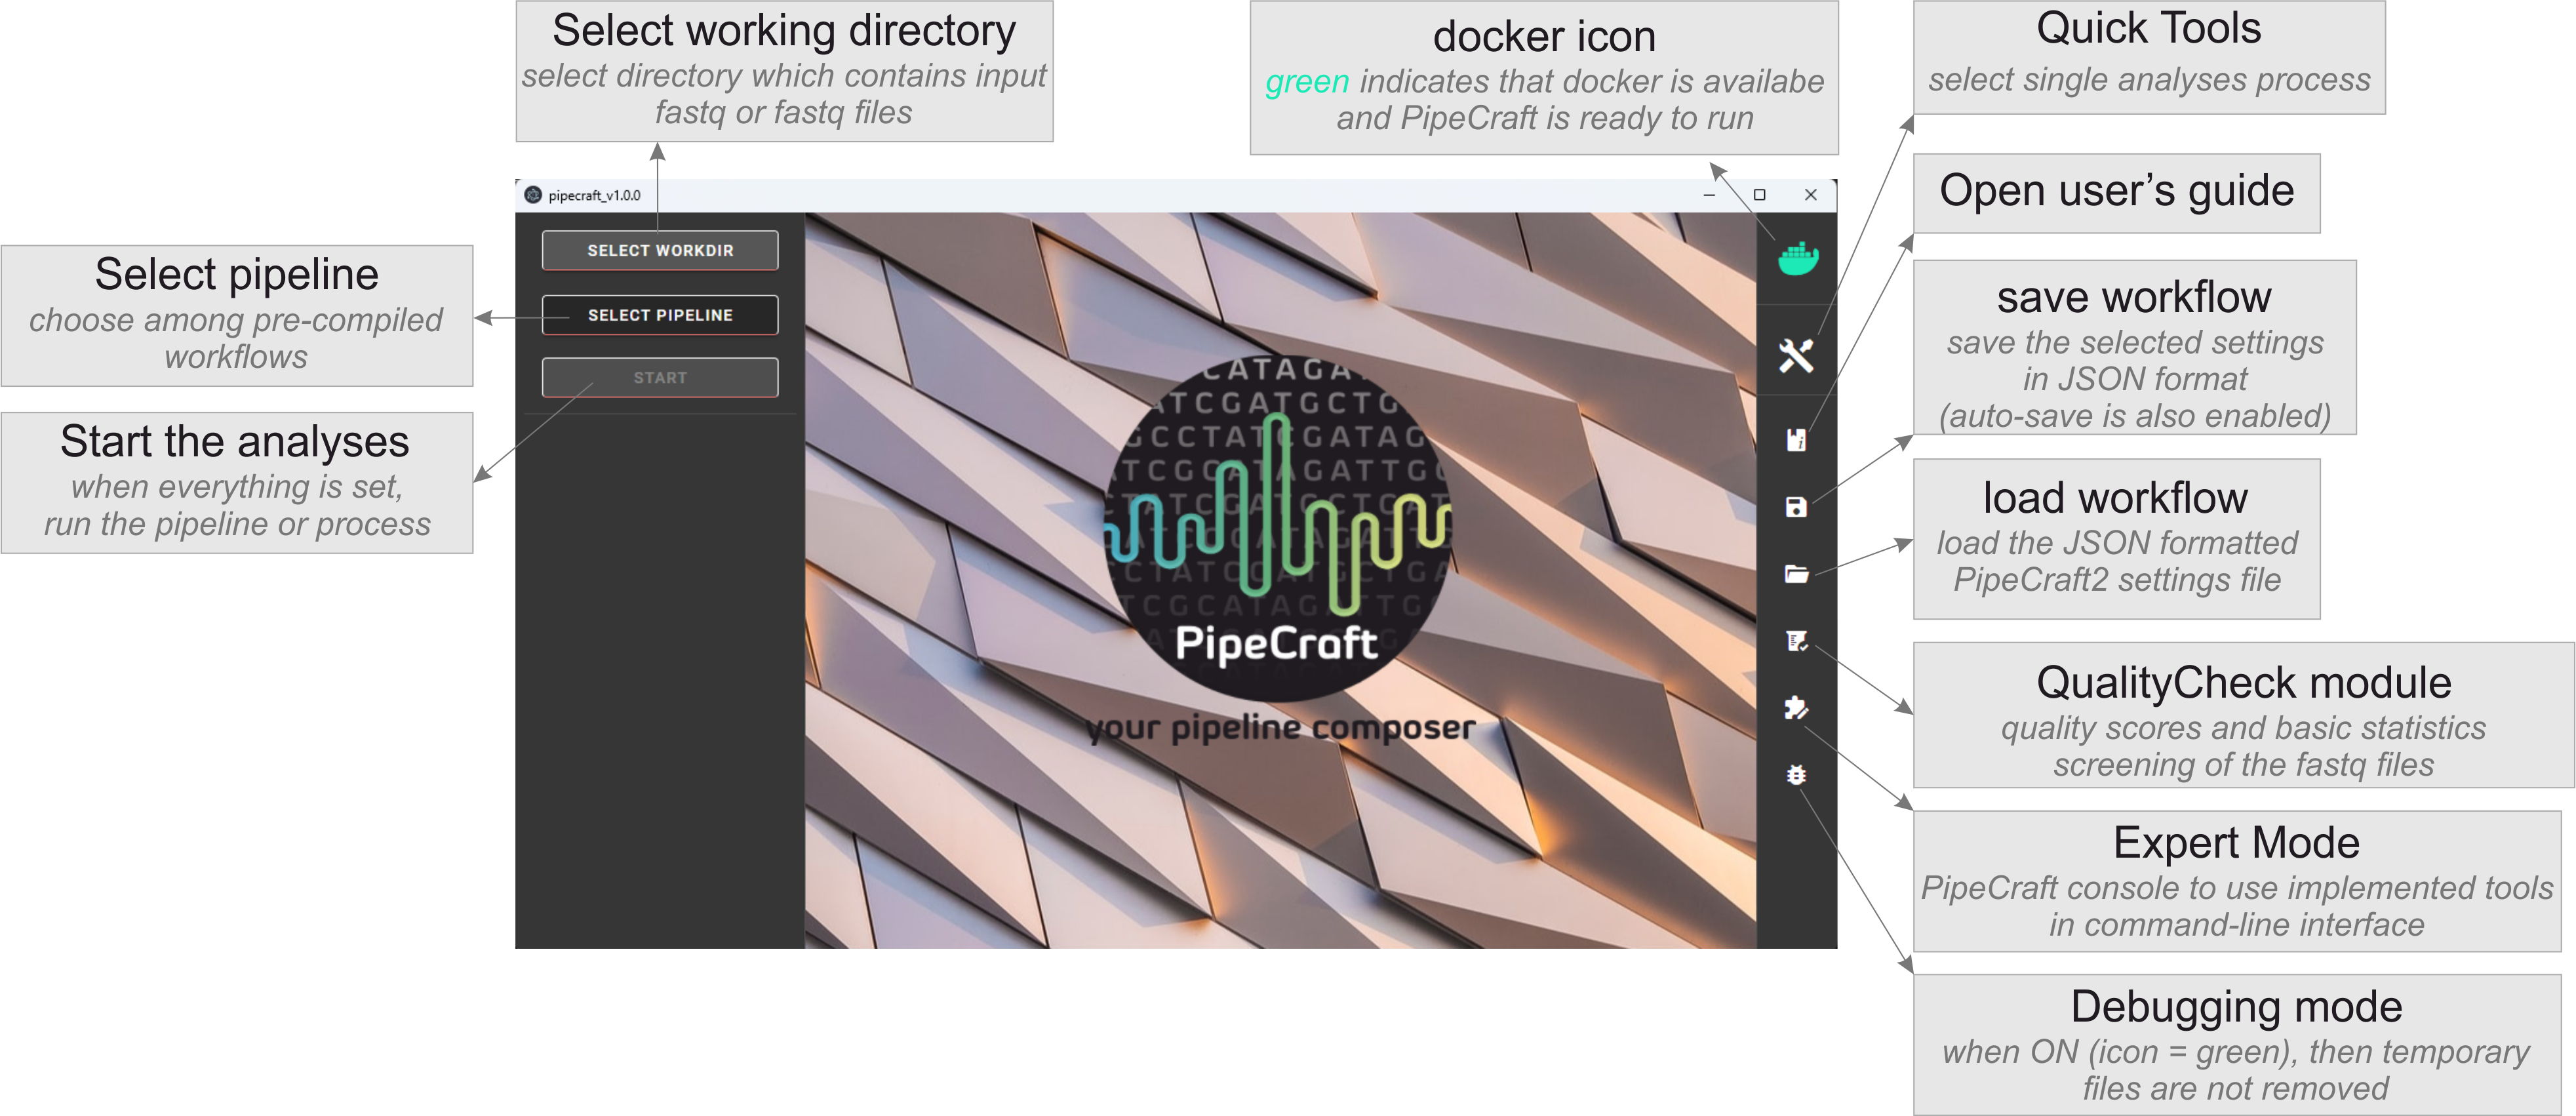 Select working directory
select directory which contains input
fastq or fastq files
docker icon
green indicates that docker is availabe
and PipeCraft is ready to run
Quick Tools
select single analyses process
Open user's guide
save workflow
save the selected settings
in JSON format
(auto-save is also enabled)
load workflow
load the JSON formatted
PipeCraft2 settings file
QualityCheck module
quality scores and basic statistics
screening of the fastq files
Expert Mode
PipeCraft console to use implemented tools
in command-line interface
Debugging mode
when ON (icon = green), then temporary
files are not removed
Select pipeline
choose among pre-compiled
workflows
Start the analyses
when everything is set,
run the pipeline or process
pipecraft_v1.0.0
SELECT WORKDIR
SELECT PIPELINE
START
CATAGA
ATCGATGCTG
GCCTATCGATAG
PipeCraft
your pipeline composer